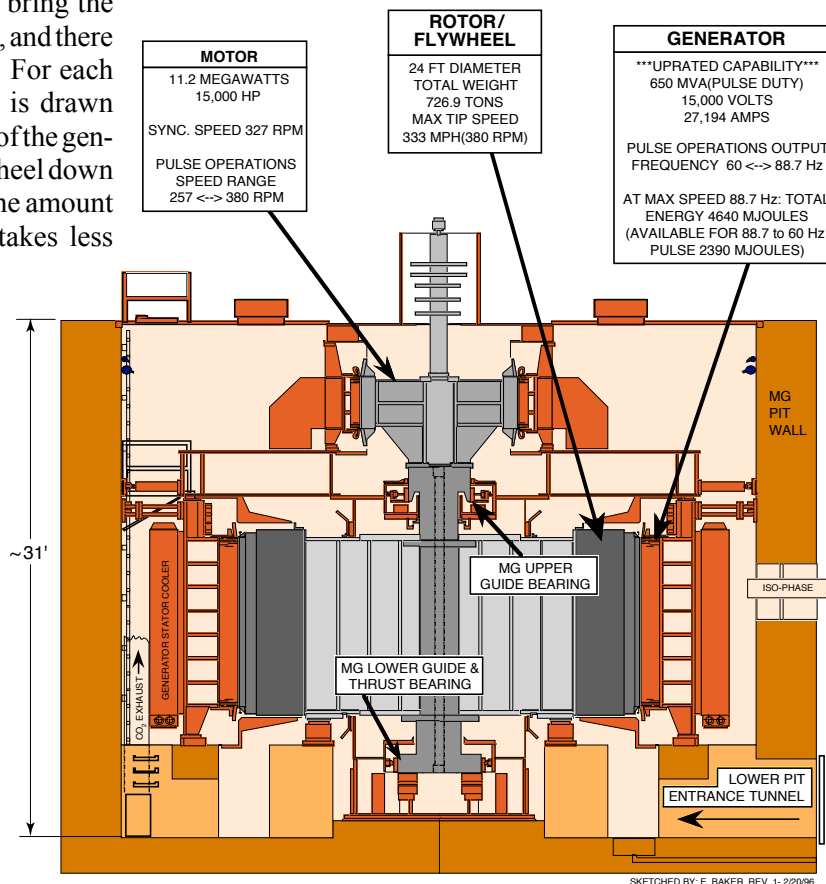 bring the
, and there
For each
is drawn
of the gen-
heel down
he amount
takes less
MOTOR
11.2 MEGAWATTS
15,000 HP
SYNC. SPEED 327 RPM
PULSE OPERATIONS
SPEED RANGE
257 <--> 380 RPM
ROTOR/
FLYWHEEL
24 FT DIAMETER
TOTAL WEIGHT
726.9 TONS
MAX TIP SPEED
333 MPH(380 RPM)
GENERATOR
***UPRATED CAPABILITY***
650 MVA(PULSE DUTY)
15,000 VOLTS
27,194 AMPS
PULSE OPERATIONS OUTPUT
FREQUENCY 60 <--> 88.7 Hz
AT MAX SPEED 88.7 Hz: TOTAL
ENERGY 4640 MJOULES
(AVAILABLE FOR 88.7 to 60 Hz
PULSE 2390 MJOULES)
MG
PIT
WALL
~31'
MG UPPER
GUIDE BEARING
ISO-PHASE
GENERATOR STATOR COOLER
MG LOWER GUIDE &
THRUST BEARING
CO2 EXHAUST
LOWER PIT
ENTRANCE TUNNEL
SKETCHED BY: F. BAKER REV. 1- 2/20/96